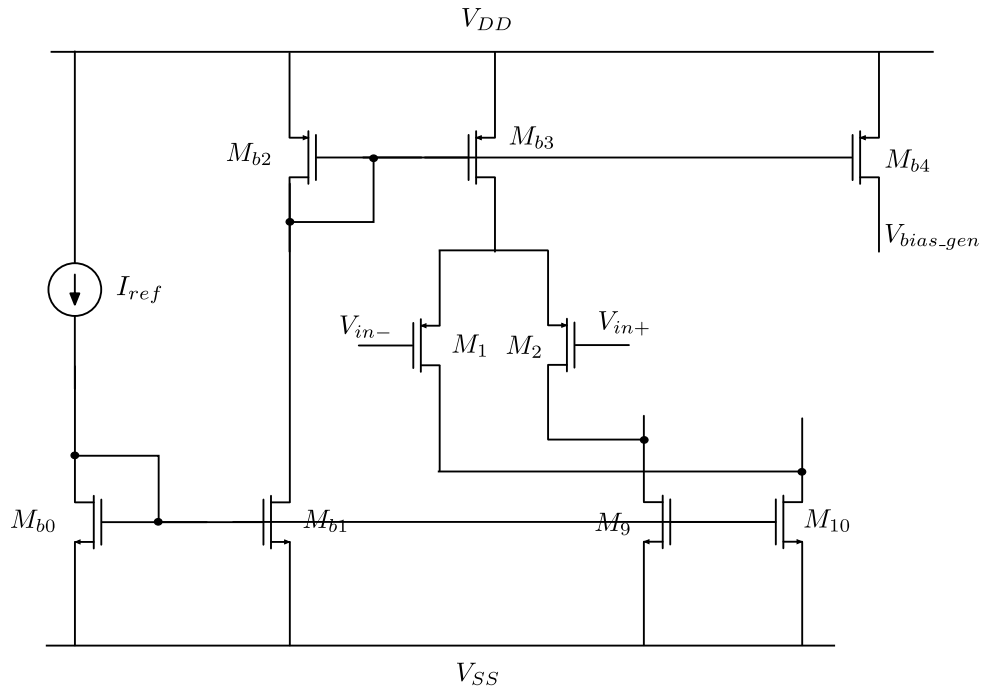 V_{DD}
M_{b2}
M_{b3}
M_{b4}
V_{bias\_gen}
I_{ref}
V_{in-}
M_1
M_2
V_{in+}
M_{b0}
M_{b1}
M_9
M_{10}
V_{SS}